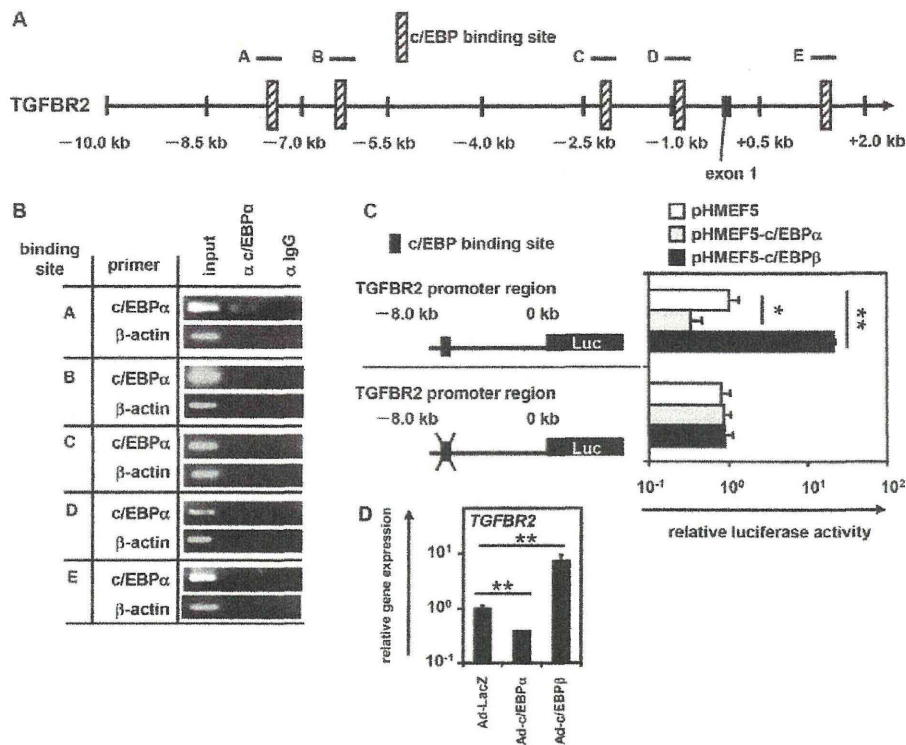 A
c/EBP binding site
A B C D E
TGFBR2
−10.0 kb −8.5 kb −7.0 kb −5.5 kb −4.0 kb −2.5 kb −1.0 kb +0.5 kb +2.0 kb
exon 1
B
binding site primer input α c/EBPα α IgG
A c/EBPα
β-actin
B c/EBPα
β-actin
C c/EBPα
β-actin
D c/EBPα
β-actin
E c/EBPα
β-actin
C
c/EBP binding site
pHMEF5
pHMEF5-c/EBPα
pHMEF5-c/EBPβ
TGFBR2 promoter region
−8.0 kb 0 kb
Luc
* **
TGFBR2 promoter region
−8.0 kb 0 kb
Luc
10-1 100 101 102
relative luciferase activity
D
TGFBR2
relative gene expression
**
**
101
100
10-1
Ad-LacZ
Ad-c/EBPα
Ad-c/EBPβ